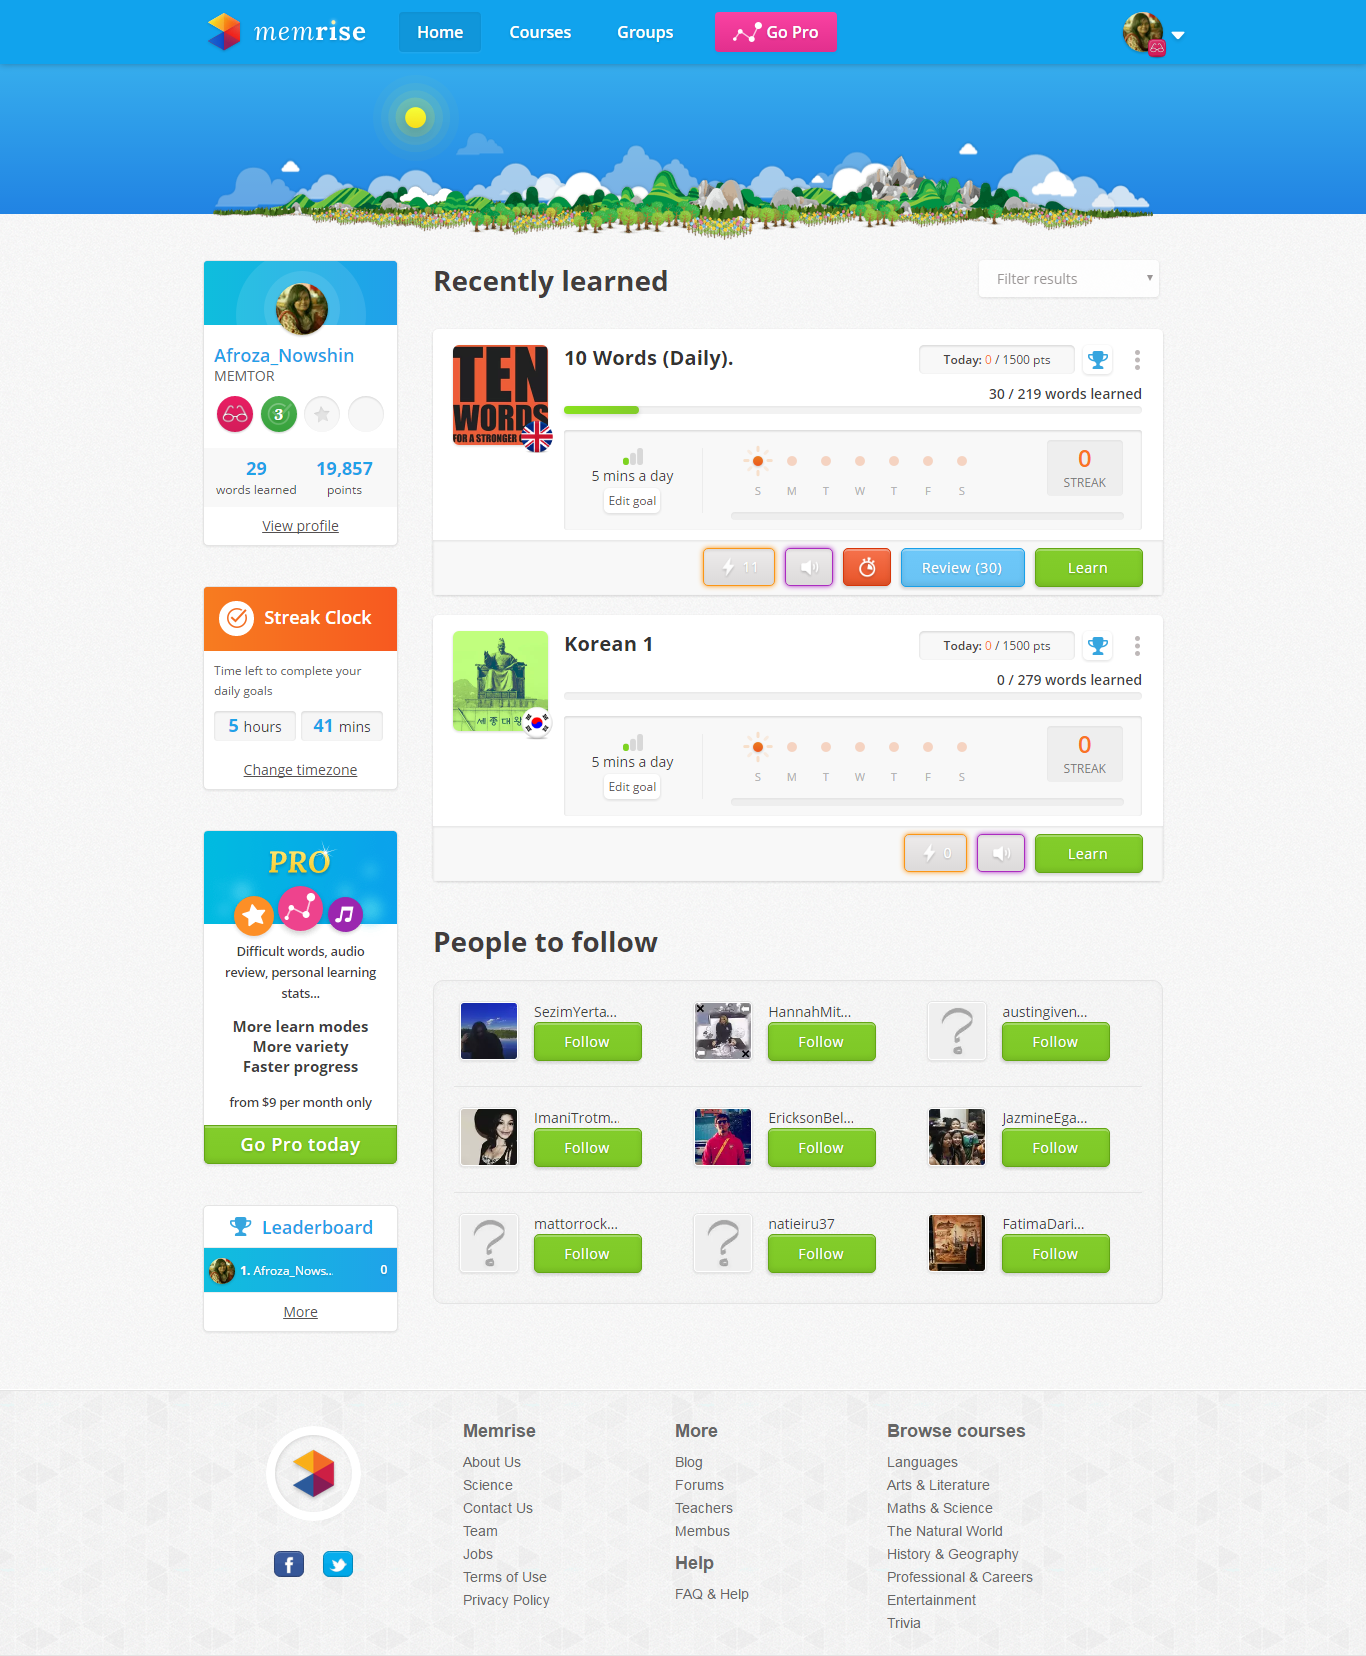 memrise
Home
Courses
Groups
Go Pro
Afroza_Nowshin
MEMTOR
3
29
words learned
19,857
points
View profile
Streak Clock
Time left to complete your
daily goals
5 hours
41 mins
Change timezone
PRO
Difficult words, audio
review, personal learning
stats...
More learn modes
More variety
Faster progress
from $9 per month only
Go Pro today
Leaderboard
1. Afroza_Nows...
0
More
Recently learned
Filter results
TEN
WORDS
FOR A STRONGER
10 Words (Daily).
Today: 0 / 1500 pts
30 / 219 words learned
5 mins a day
Edit goal
S M T W T F S
0
STREAK
11
Review (30)
Learn
세종대왕
Korean 1
Today: 0 / 1500 pts
0 / 279 words learned
5 mins a day
Edit goal
S M T W T F S
0
STREAK
0
Learn
People to follow
SezimYerta...
Follow
HannahMit...
Follow
austingiven...
Follow
ImaniTrotm...
Follow
EricksonBel...
Follow
JazmineEga...
Follow
mattorrock...
Follow
natieiru37
Follow
FatimaDari...
Follow
Memrise
About Us
Science
Contact Us
Team
Jobs
Terms of Use
Privacy Policy
More
Blog
Forums
Teachers
Membus
Help
FAQ & Help
Browse courses
Languages
Arts & Literature
Maths & Science
The Natural World
History & Geography
Professional & Careers
Entertainment
Trivia